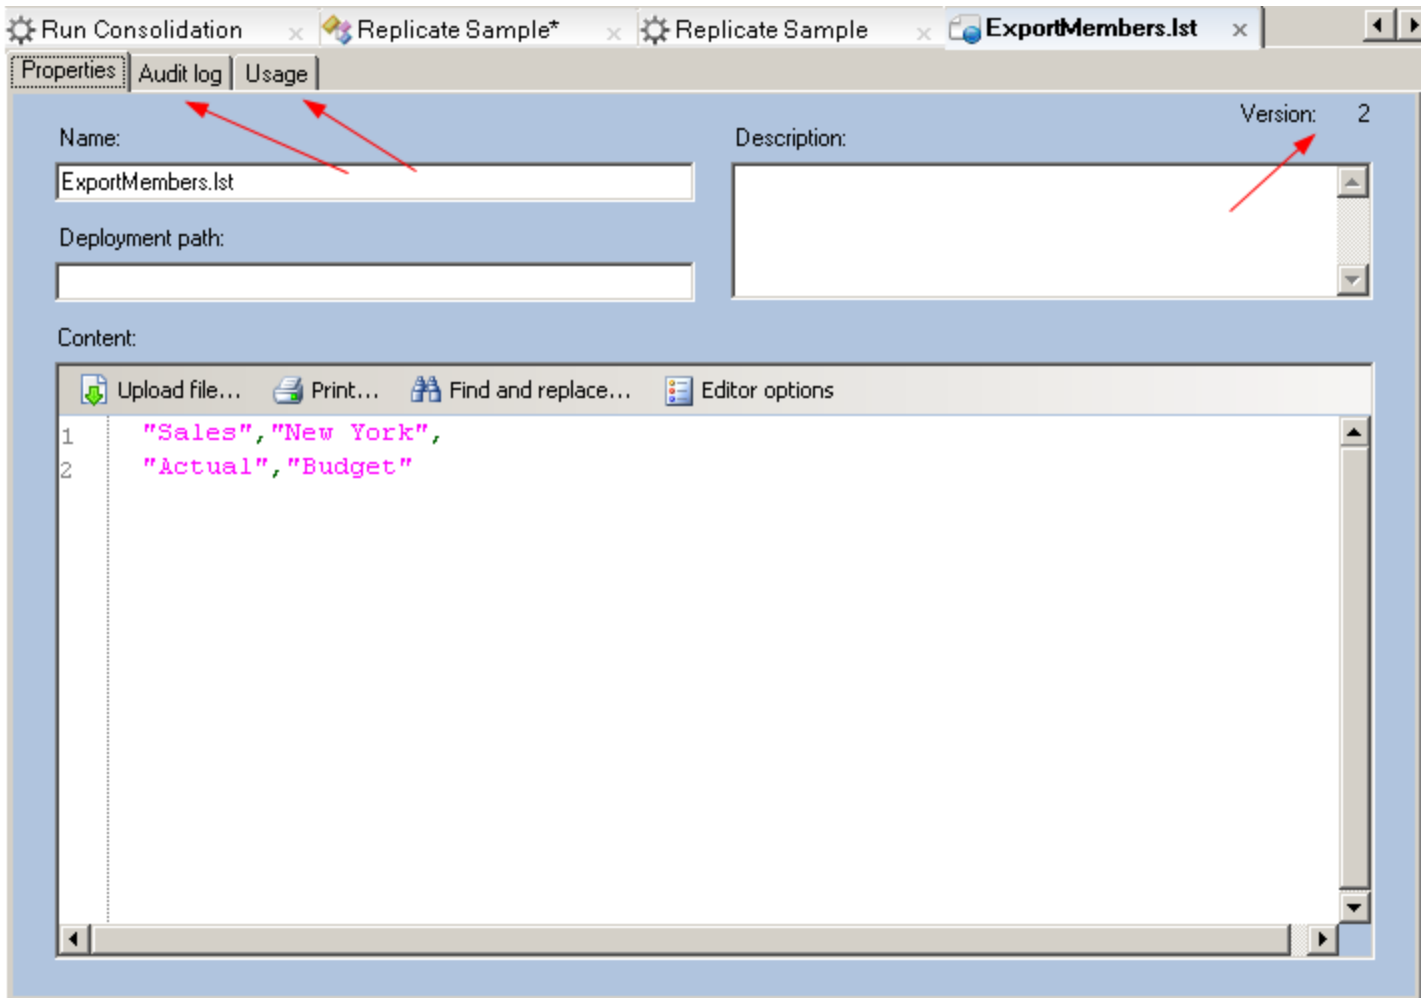 Run Consolidation Replicate Sample* Replicate Sample ExportMembers.lst
Properties Audit log Usage
Version: 2
Name: Description:
ExportMembers.lst
Deployment path:
Content:
Upload file... Print... Find and replace... Editor options
1 "Sales","New York",
2 "Actual","Budget"